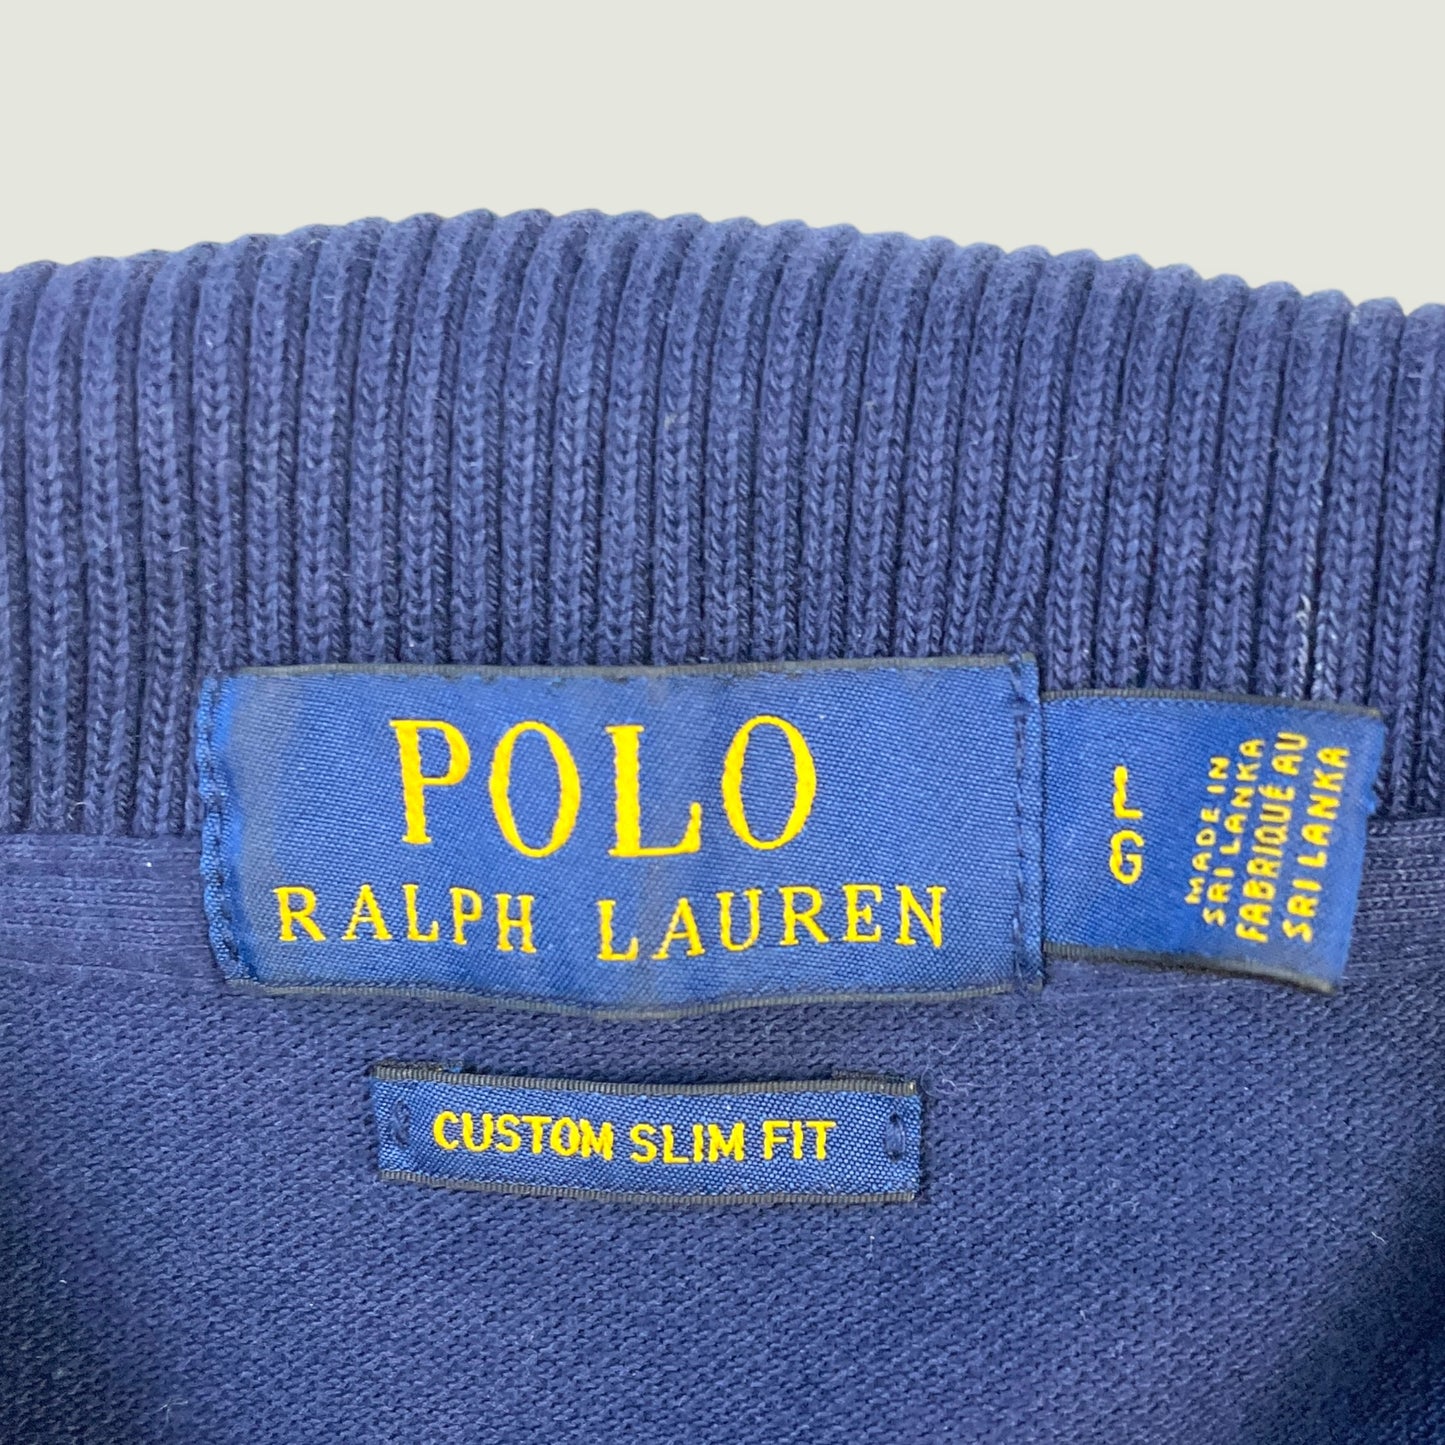 POLO
RALPH LAUREN
L
G
MADE IN
SRI LANKA
FABRIQUÉ AU
SRI LANKA
CUSTOM SLIM FIT